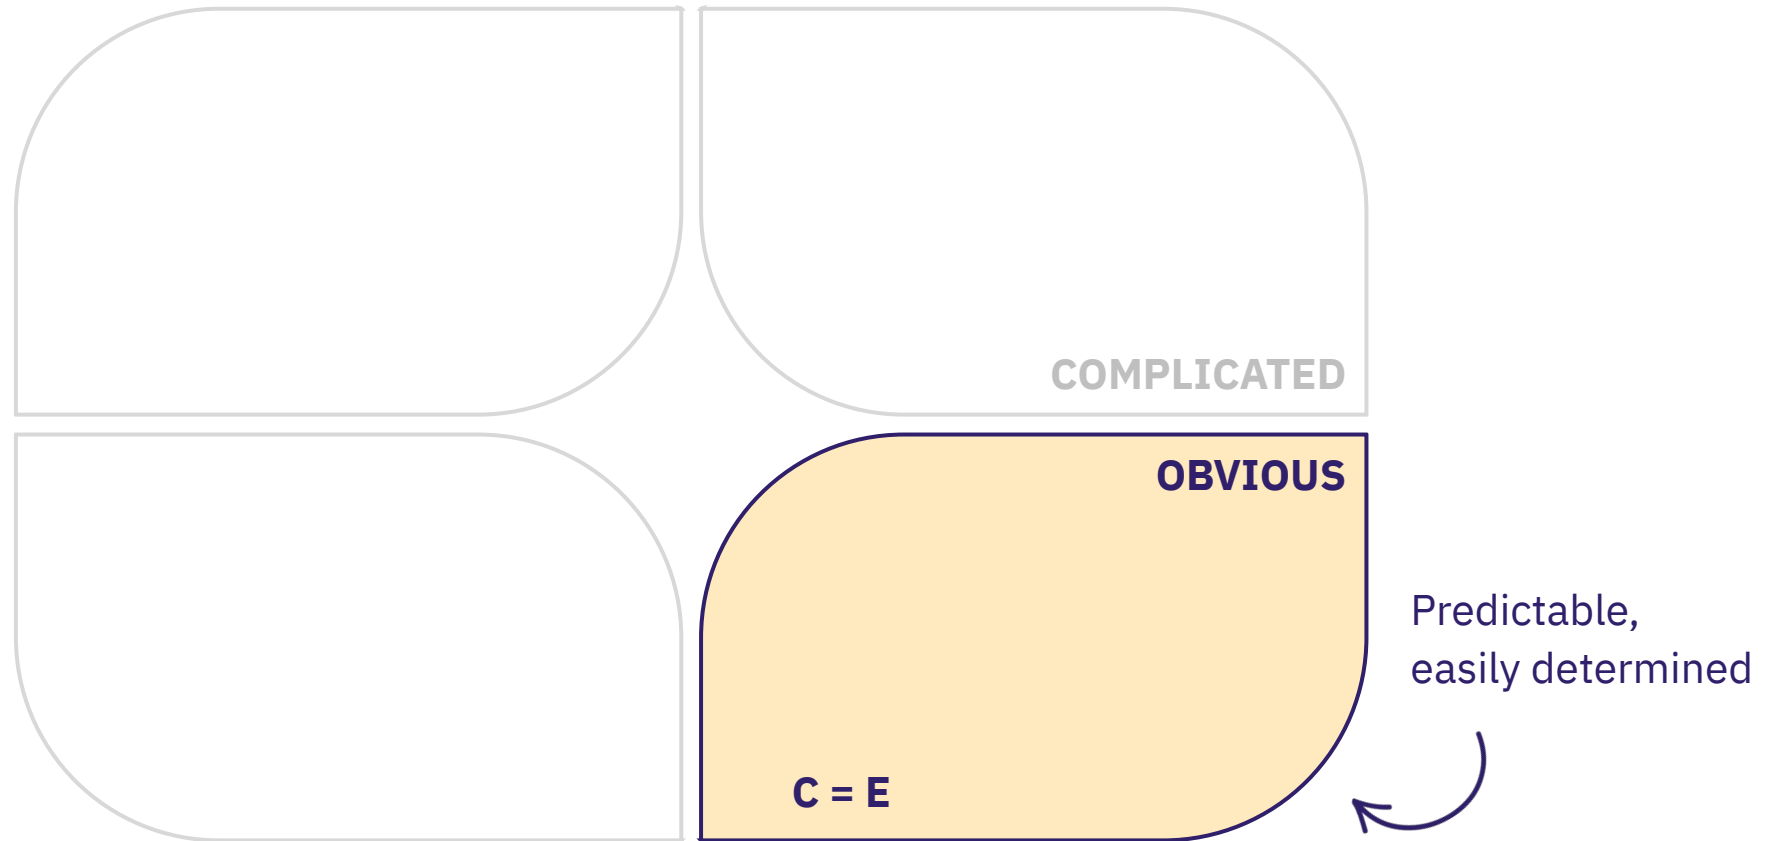 COMPLICATED
OBVIOUS
Predictable,
easily determined
C = E